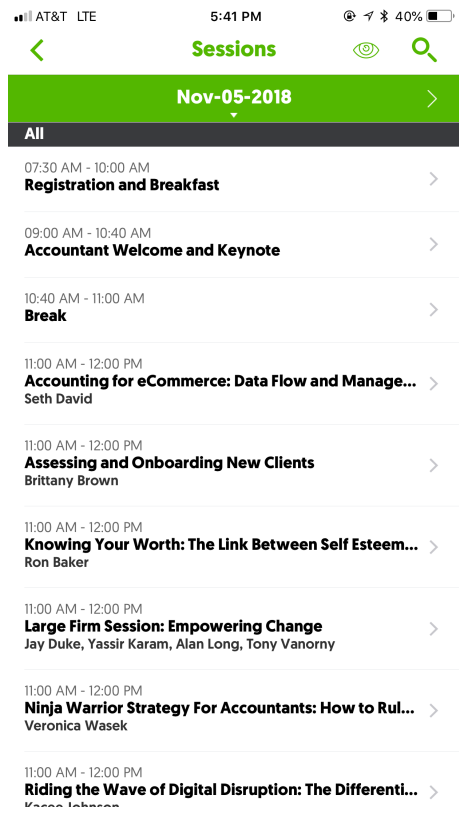 AT&T LTE 5:41 PM 40%
Sessions
Nov-05-2018
All
07:30 AM - 10:00 AM
Registration and Breakfast
09:00 AM - 10:40 AM
Accountant Welcome and Keynote
10:40 AM - 11:00 AM
Break
11:00 AM - 12:00 PM
Accounting for eCommerce: Data Flow and Manage...
Seth David
11:00 AM - 12:00 PM
Assessing and Onboarding New Clients
Brittany Brown
11:00 AM - 12:00 PM
Knowing Your Worth: The Link Between Self Esteem...
Ron Baker
11:00 AM - 12:00 PM
Large Firm Session: Empowering Change
Jay Duke, Yassir Karam, Alan Long, Tony Vanorny
11:00 AM - 12:00 PM
Ninja Warrior Strategy For Accountants: How to Rul...
Veronica Wasek
11:00 AM - 12:00 PM
Riding the Wave of Digital Disruption: The Differenti...
Kacee Johnson